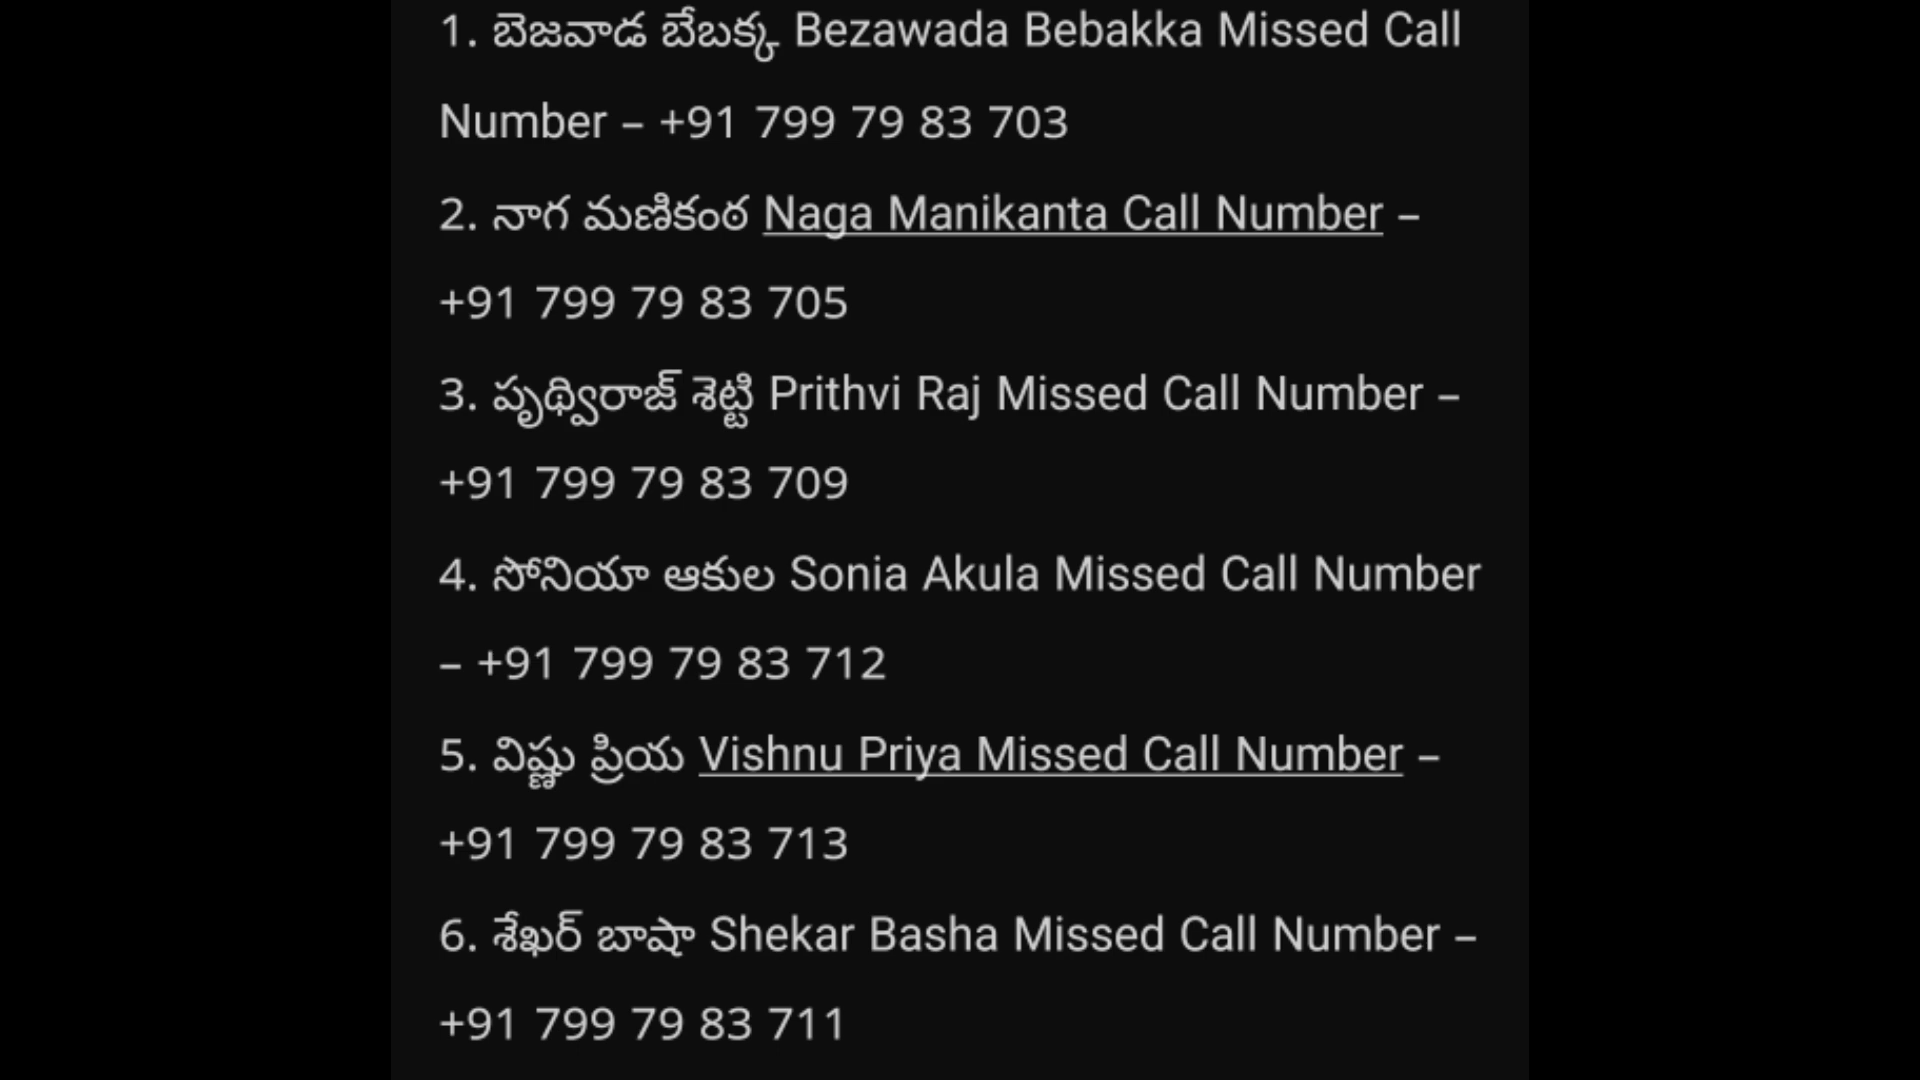 1. బెజవాడ బేబక్క Bezawada Bebakka Missed Call
Number – +91 799 79 83 703
2. నాగ మణికంఠ Naga Manikanta Call Number –
+91 799 79 83 705
3. పృథ్విరాజ్ శెట్టి Prithvi Raj Missed Call Number –
+91 799 79 83 709
4. సోనియా ఆకుల Sonia Akula Missed Call Number
– +91 799 79 83 712
5. విష్ణు ప్రియ Vishnu Priya Missed Call Number –
+91 799 79 83 713
6. శేఖర్ బాషా Shekar Basha Missed Call Number –
+91 799 79 83 711